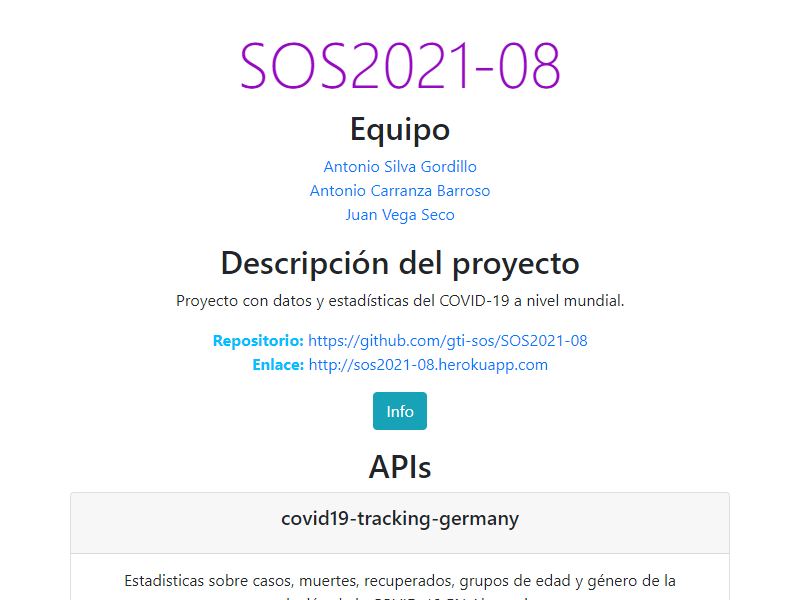 SOS2021-08
Equipo
Antonio Silva Gordillo
Antonio Carranza Barroso
Juan Vega Seco
Descripción del proyecto
Proyecto con datos y estadísticas del COVID-19 a nivel mundial.
Repositorio: https://github.com/gti-sos/SOS2021-08
Enlace: http://sos2021-08.herokuapp.com
Info
APIs
covid19-tracking-germany
Estadisticas sobre casos, muertes, recuperados, grupos de edad y género de la